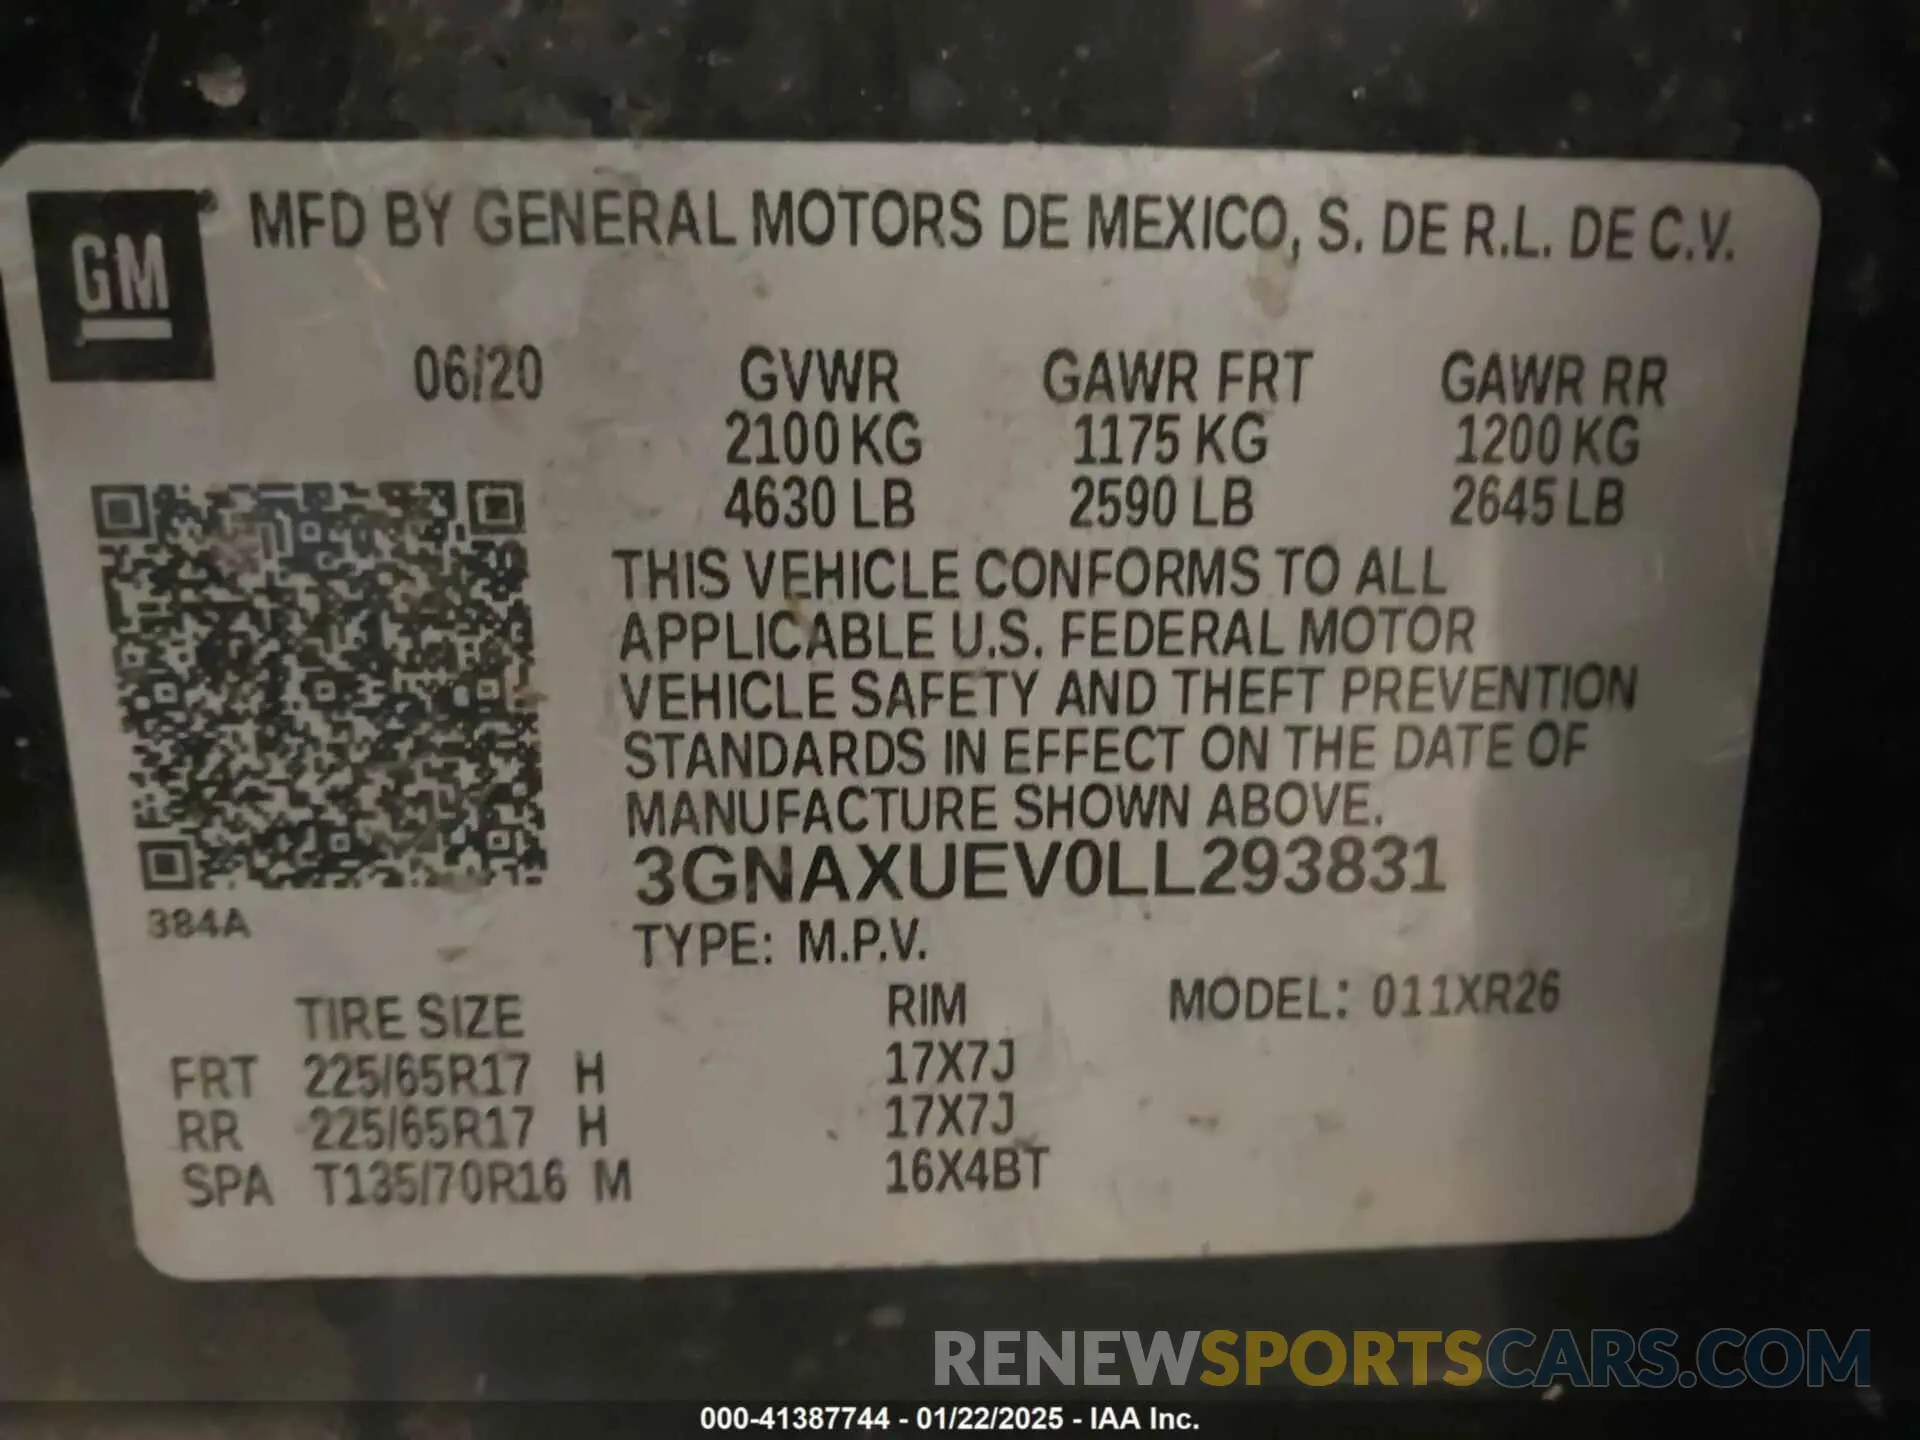 GM
MFD BY GENERAL MOTORS DE MEXICO, S. DE R.L. DE C.V.
06/20 GVWR GAWR FRT GAWR RR
2100 KG 1175 KG 1200 KG
4630 LB 2590 LB 2645 LB
THIS VEHICLE CONFORMS TO ALL
APPLICABLE U.S. FEDERAL MOTOR
VEHICLE SAFETY AND THEFT PREVENTION
STANDARDS IN EFFECT ON THE DATE OF
MANUFACTURE SHOWN ABOVE.
3GNAXUEV0LL293831
384A
TYPE: M.P.V.
TIRE SIZE RIM MODEL: 011XR26
FRT 225/65R17 H 17X7J
RR 225/65R17 H 17X7J
SPA T135/70R16 M 16X4BT
RENEWSPORTSCARS.COM
000-41387744 - 01/22/2025 - IAA Inc.